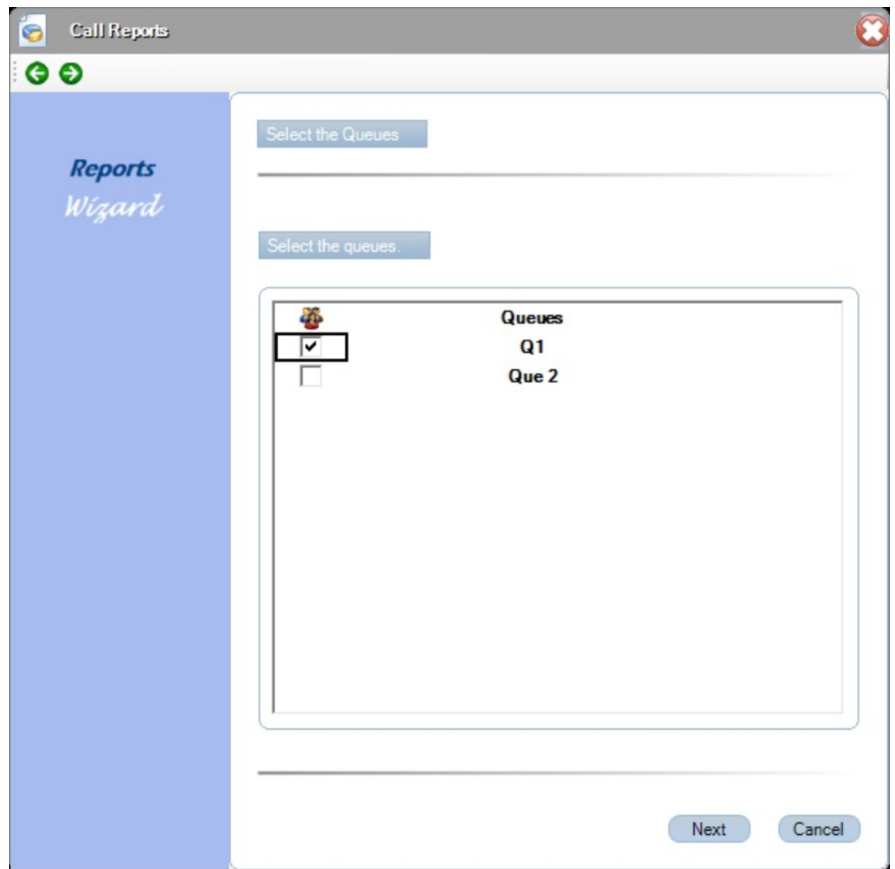 Call Reports
Reports
Wizard
Select the Queues
Select the queues.
Queues
Q1
Que 2
Next
Cancel